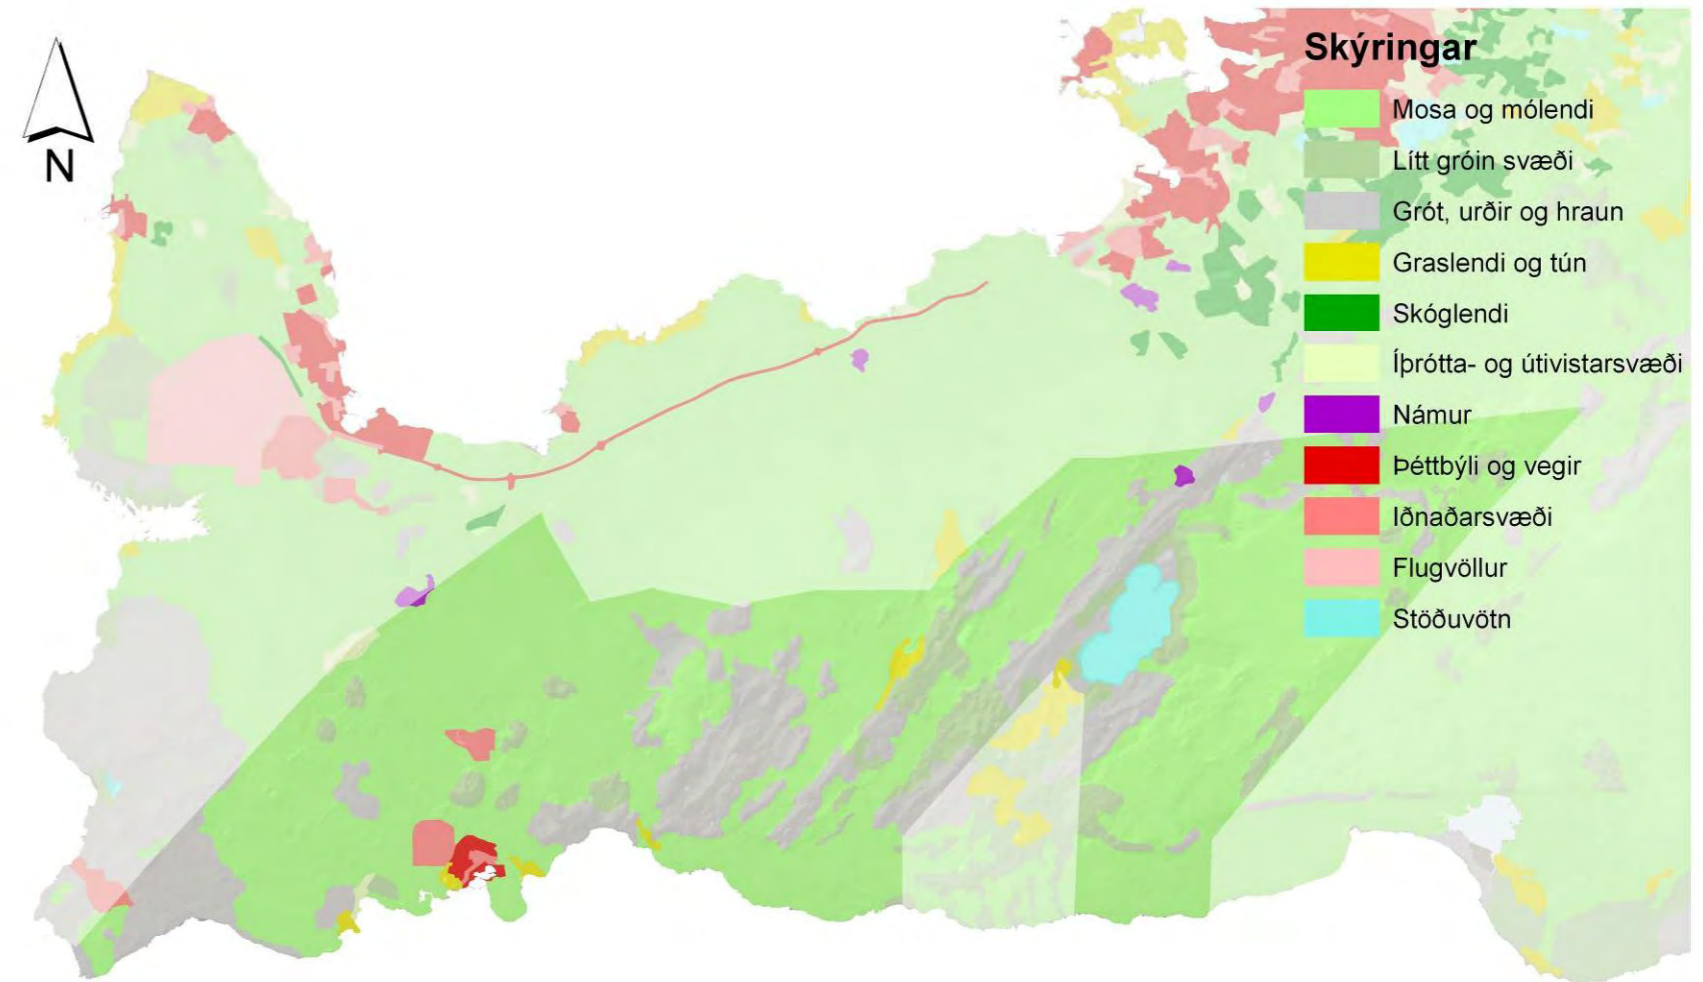 N
Skýringar
Mosa og mólendi
Lítt gróin svæði
Grót, urðir og hraun
Graslendi og tún
Skóglendi
Íþrótta- og útivistarsvæði
Námur
Þéttbýli og vegir
Iðnaðarsvæði
Flugvöllur
Stöðuvötn